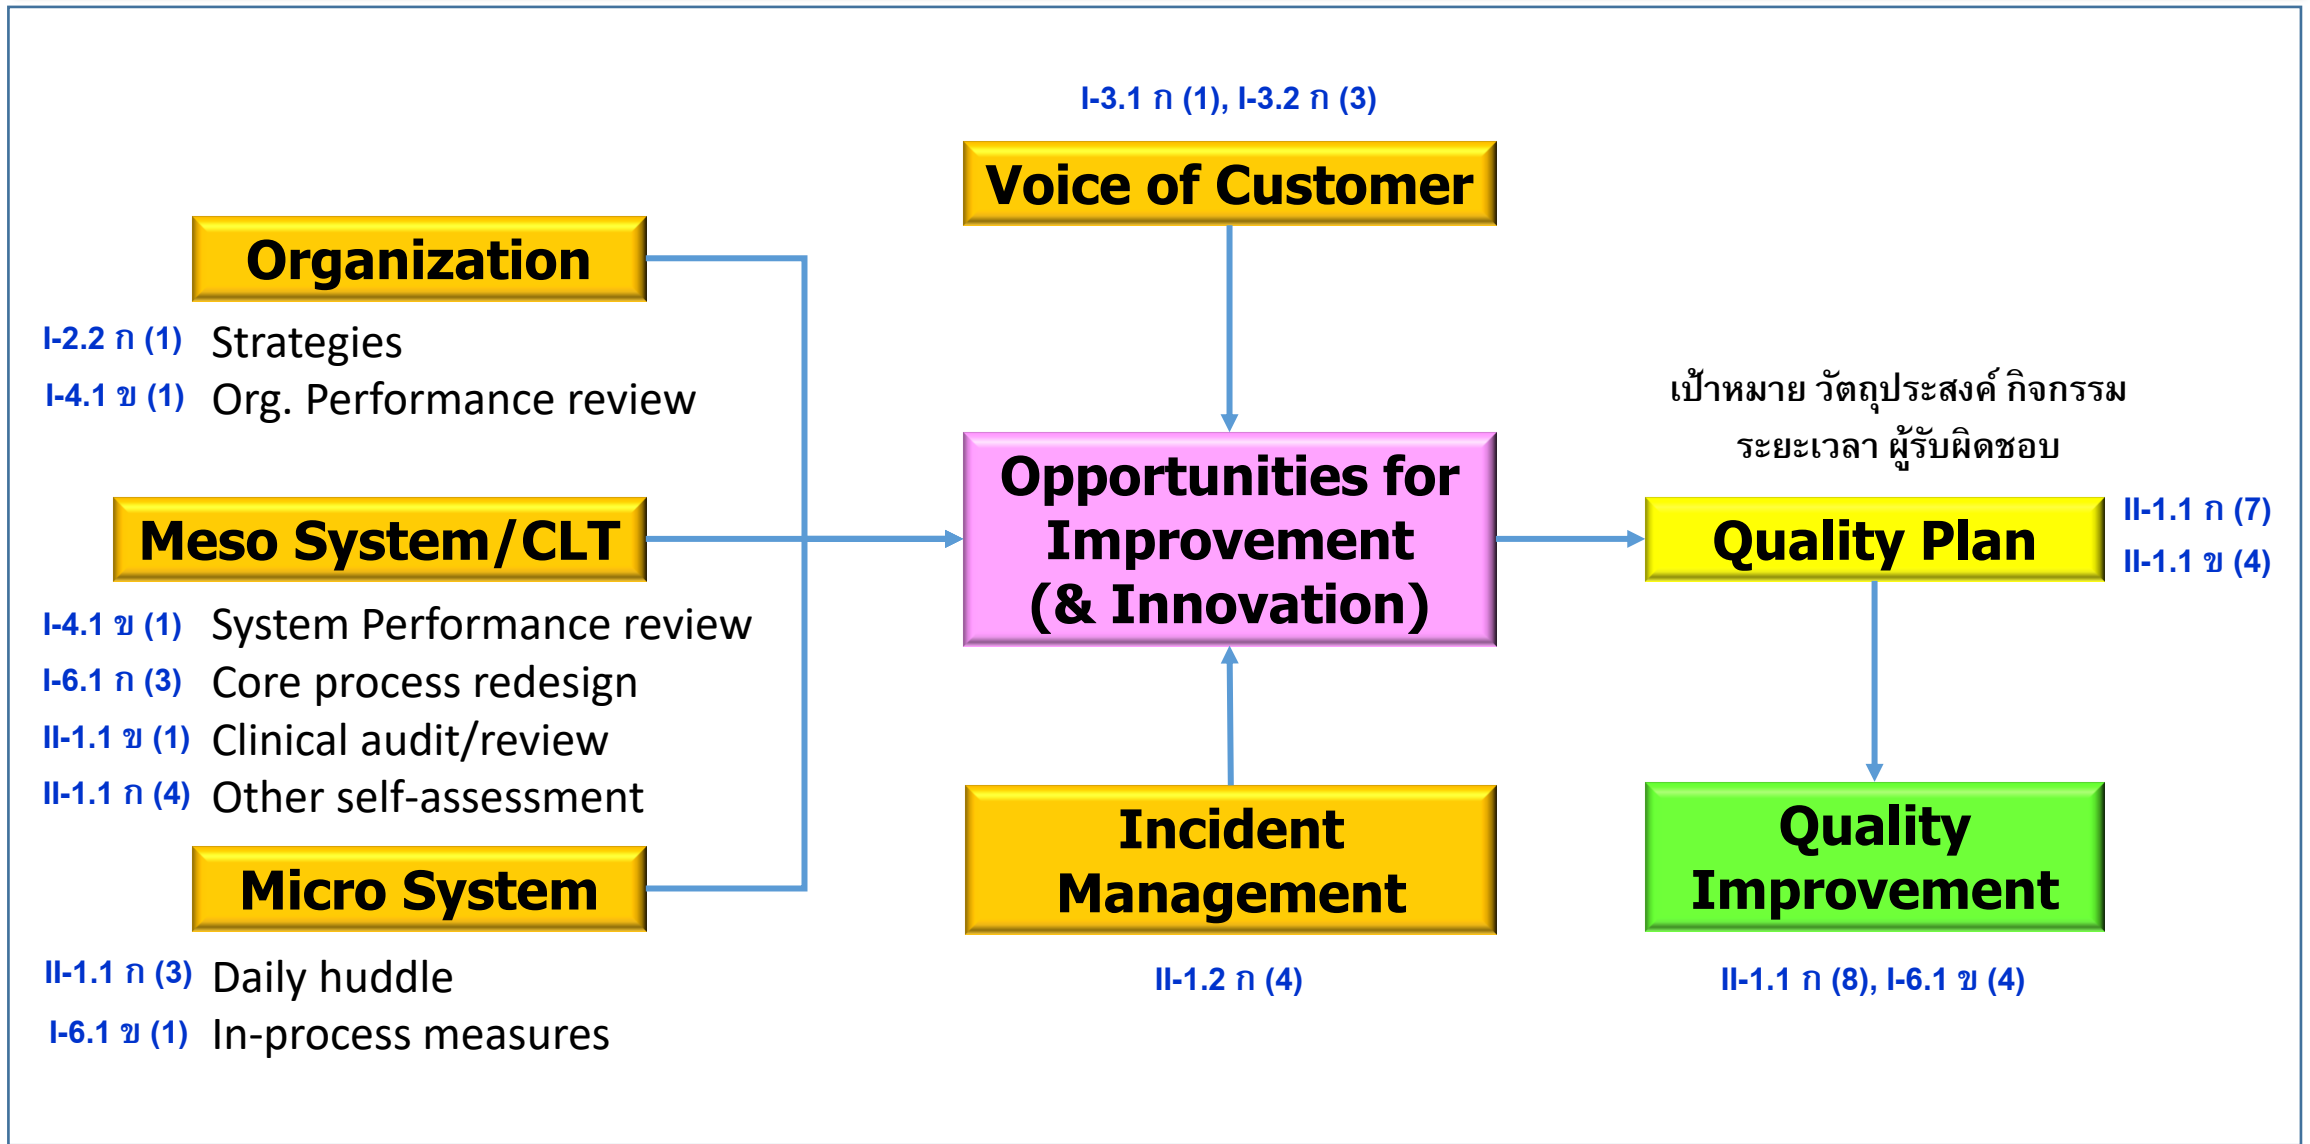 I-3.1 ก (1), I-3.2 ก (3)
Voice of Customer
Organization
I-2.2 ก (1) Strategies
I-4.1 ข (1) Org. Performance review
Meso System/CLT
I-4.1 ข (1) System Performance review
I-6.1 ก (3) Core process redesign
II-1.1 ข (1) Clinical audit/review
II-1.1 ก (4) Other self-assessment
Micro System
II-1.1 ก (3) Daily huddle
I-6.1 ข (1) In-process measures
Opportunities for
Improvement
(& Innovation)
Incident
Management
II-1.2 ก (4)
เป้าหมาย วัตถุประสงค์ กิจกรรม
ระยะเวลา ผู้รับผิดชอบ
Quality Plan
II-1.1 ก (7)
II-1.1 ข (4)
Quality
Improvement
II-1.1 ก (8), I-6.1 ข (4)